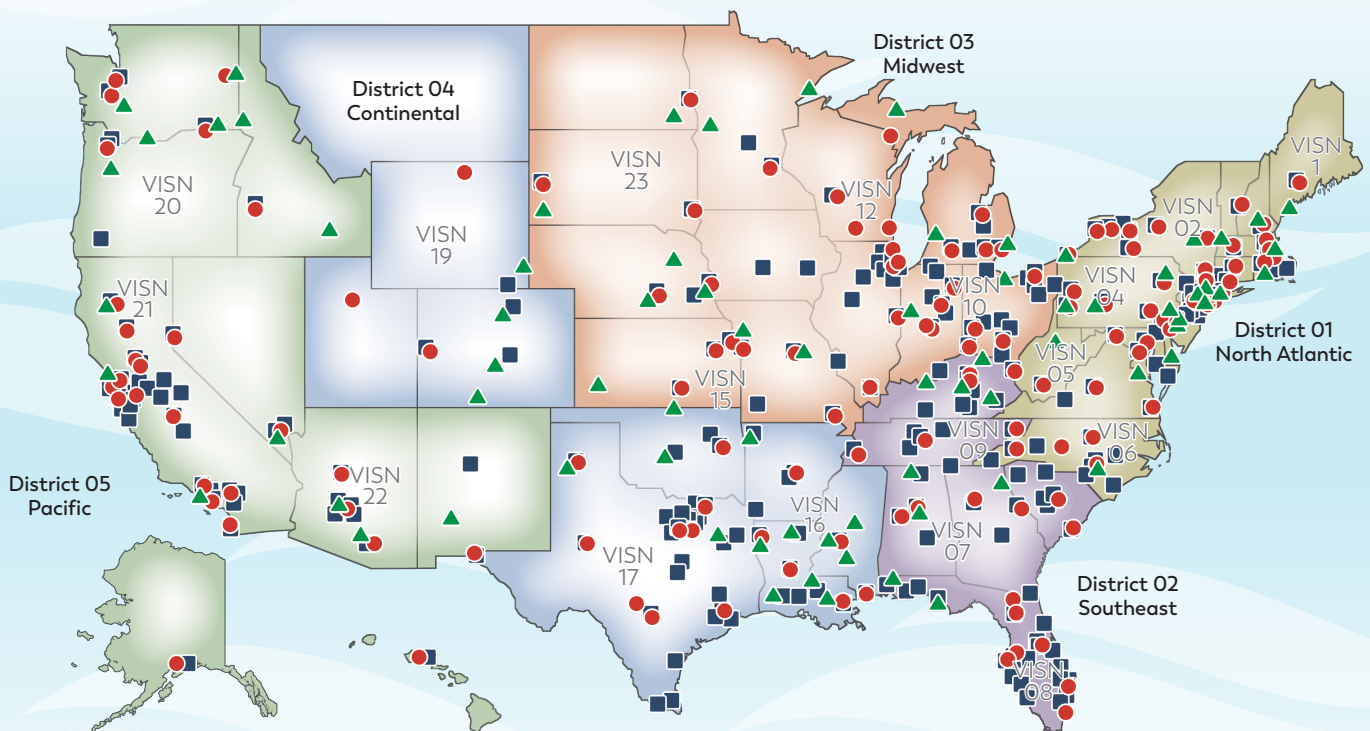 District 03
Midwest
District 04
Continental
VISN
1
VISN
23
VISN
20
VISN
12
VISN
02
VISN
19
VISN
04
VISN
21
VISN
10
District 01
North Atlantic
VISN
05
VISN
15
VISN
09
VISN
06
District 05
Pacific
VISN
22
VISN
16
VISN
07
VISN
17
District 02
Southeast
VISN
08